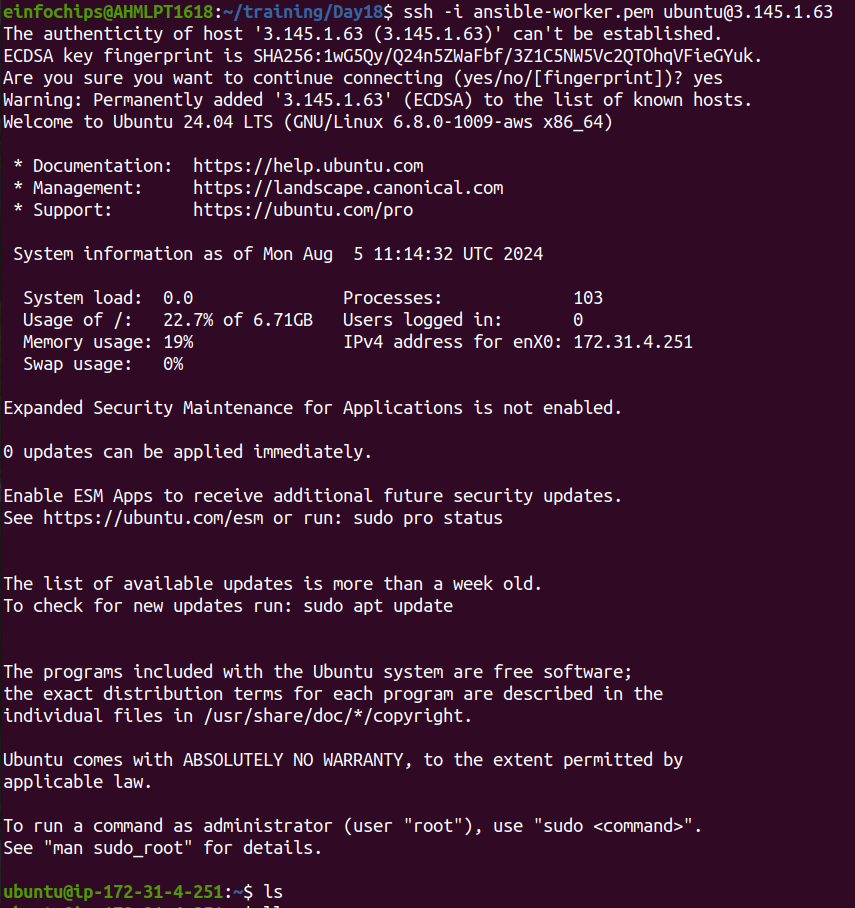 einfochips@AHMLPT1618:~/training/Day18$ ssh -i ansible-worker.pem ubuntu@3.145.1.63
The authenticity of host '3.145.1.63 (3.145.1.63)' can't be established.
ECDSA key fingerprint is SHA256:1wG5Qy/Q24n5ZWaFbf/3Z1C5NW5Vc2QTOhqVFieGYuk.
Are you sure you want to continue connecting (yes/no/[fingerprint])? yes
Warning: Permanently added '3.145.1.63' (ECDSA) to the list of known hosts.
Welcome to Ubuntu 24.04 LTS (GNU/Linux 6.8.0-1009-aws x86_64)
* Documentation:  https://help.ubuntu.com
* Management:     https://landscape.canonical.com
* Support:        https://ubuntu.com/pro
System information as of Mon Aug  5 11:14:32 UTC 2024
System load:  0.0               Processes:             103
Usage of /:   22.7% of 6.71GB   Users logged in:       0
Memory usage: 19%               IPv4 address for enX0: 172.31.4.251
Swap usage:   0%
Expanded Security Maintenance for Applications is not enabled.
0 updates can be applied immediately.
Enable ESM Apps to receive additional future security updates.
See https://ubuntu.com/esm or run: sudo pro status
The list of available updates is more than a week old.
To check for new updates run: sudo apt update
The programs included with the Ubuntu system are free software;
the exact distribution terms for each program are described in the
individual files in /usr/share/doc/*/copyright.
Ubuntu comes with ABSOLUTELY NO WARRANTY, to the extent permitted by
applicable law.
To run a command as administrator (user "root"), use "sudo <command>".
See "man sudo_root" for details.
ubuntu@ip-172-31-4-251:~$ ls